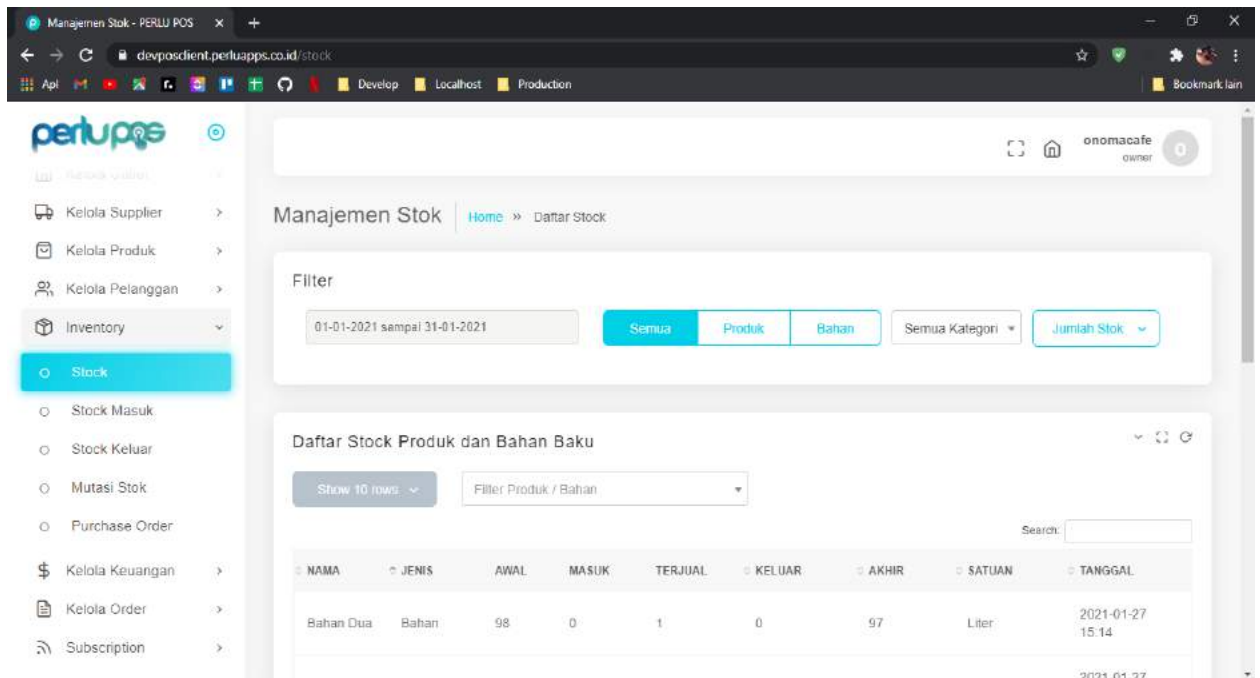 Manajemen Stok - PERLU POS
devposclient.perluapps.co.id/stock
Apl
Develop
Localhost
Production
Bookmark lain
perlupos
onomacafe
owner
O
Kelola Supplier
Kelola Produk
Kelola Pelanggan
Inventory
Stock
Stock Masuk
Stock Keluar
Mutasi Stok
Purchase Order
Kelola Keuangan
Kelola Order
Subscription
Manajemen Stok Home » Daftar Stock
Filter
01-01-2021 sampai 31-01-2021 Semua Produk Bahan Semua Kategori Jumlah Stok
Daftar Stock Produk dan Bahan Baku
Show 10 rows Filter Produk / Bahan
Search:
NAMA JENIS AWAL MASUK TERJUAL KELUAR AKHIR SATUAN TANGGAL
Bahan Dua Bahan 98 0 1 0 97 Liter 2021-01-27
15:14
2021-01-27